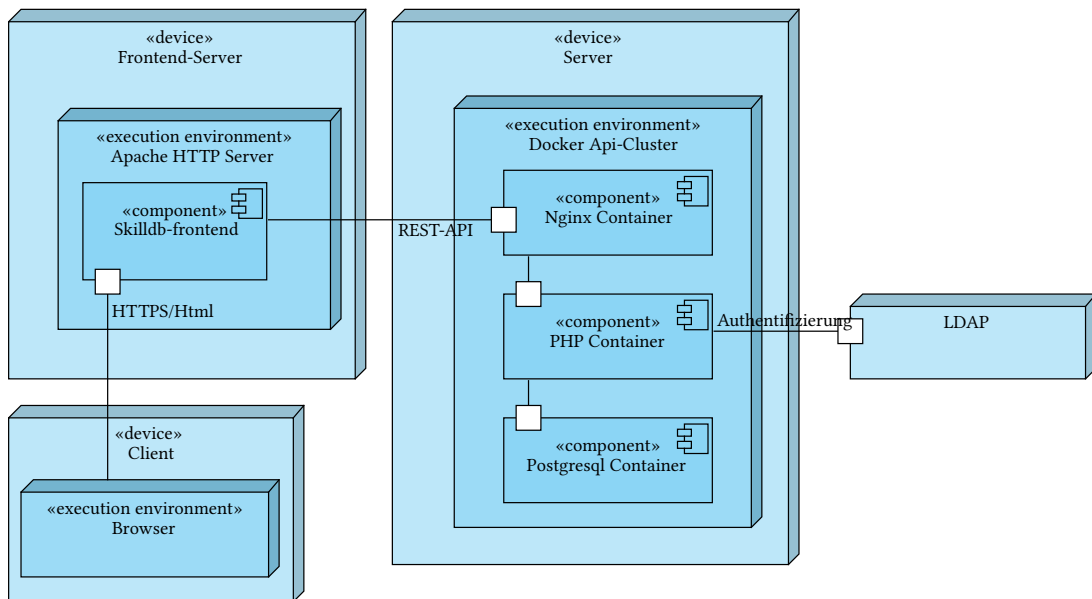 «device»
Frontend-Server
«execution environment»
Apache HTTP Server
«component»
Skilldb-frontend
HTTPS/Html
«device»
Client
«execution environment»
Browser
REST-API
«device»
Server
«execution environment»
Docker Api-Cluster
«component»
Nginx Container
«component»
PHP Container
«component»
Postgresql Container
Authentifizierung
LDAP